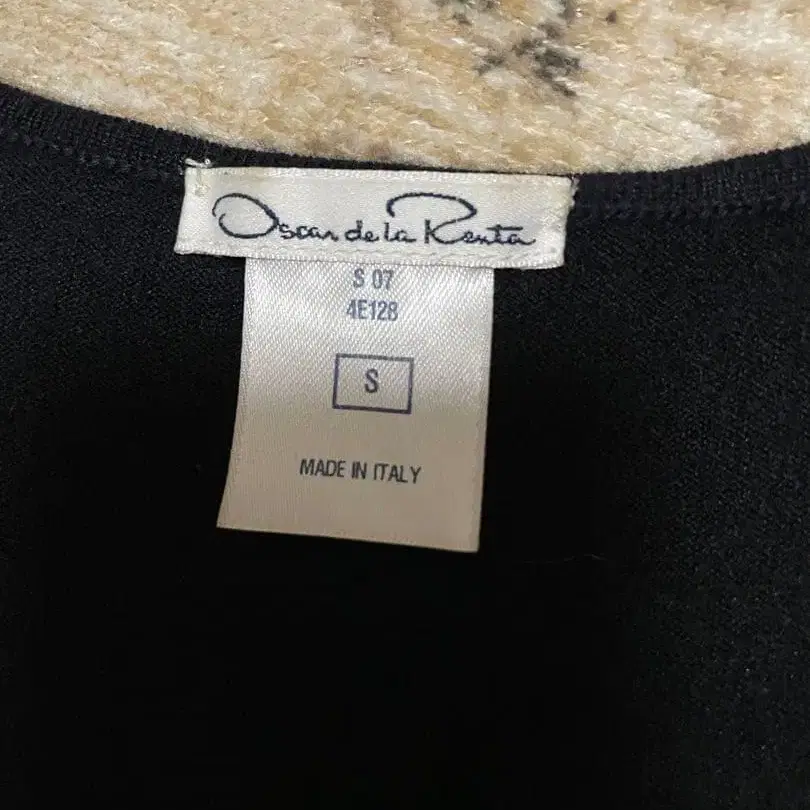 Oscar de la Renta
S 07
4E128
S
MADE IN ITALY